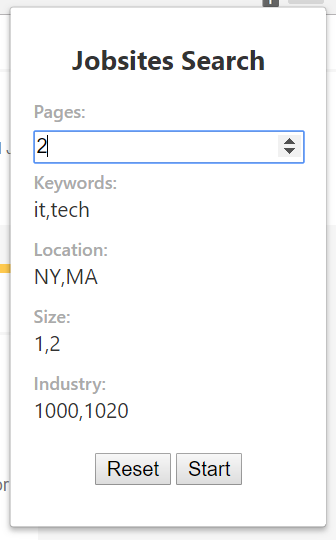 Jobsites Search
Pages:
2
Keywords:
it,tech
Location:
NY,MA
Size:
1,2
Industry:
1000,1020
Reset Start